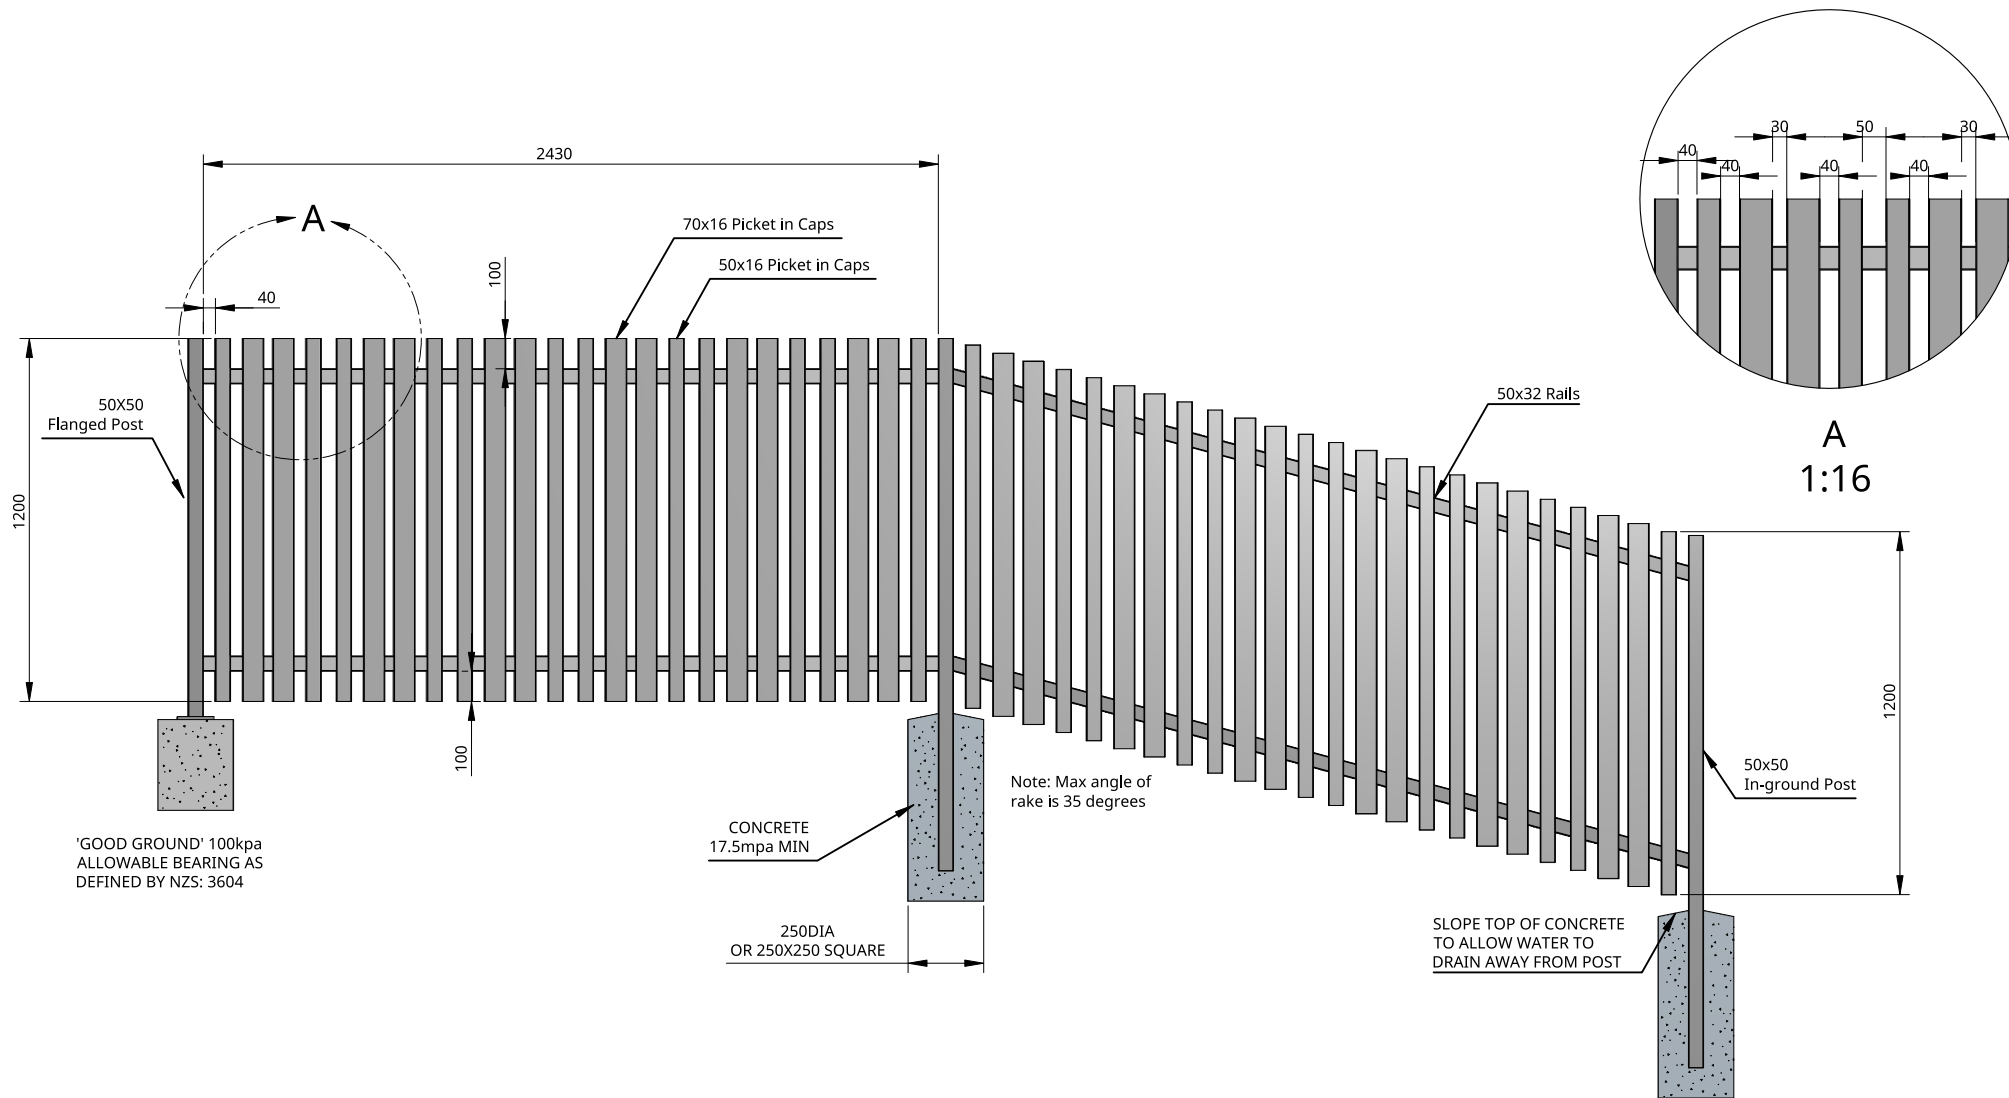 30
50
30
40
40
40
40
2430
A
70x16 Picket in Caps
50x16 Picket in Caps
100
40
50x32 Rails
A
1:16
50X50
Flanged Post
1200
1200
100
50x50
In-ground Post
Note: Max angle of
rake is 35 degrees
CONCRETE
17.5mpa MIN
'GOOD GROUND' 100kpa
ALLOWABLE BEARING AS
DEFINED BY NZS: 3604
250DIA
OR 250X250 SQUARE
SLOPE TOP OF CONCRETE
TO ALLOW WATER TO
DRAIN AWAY FROM POST